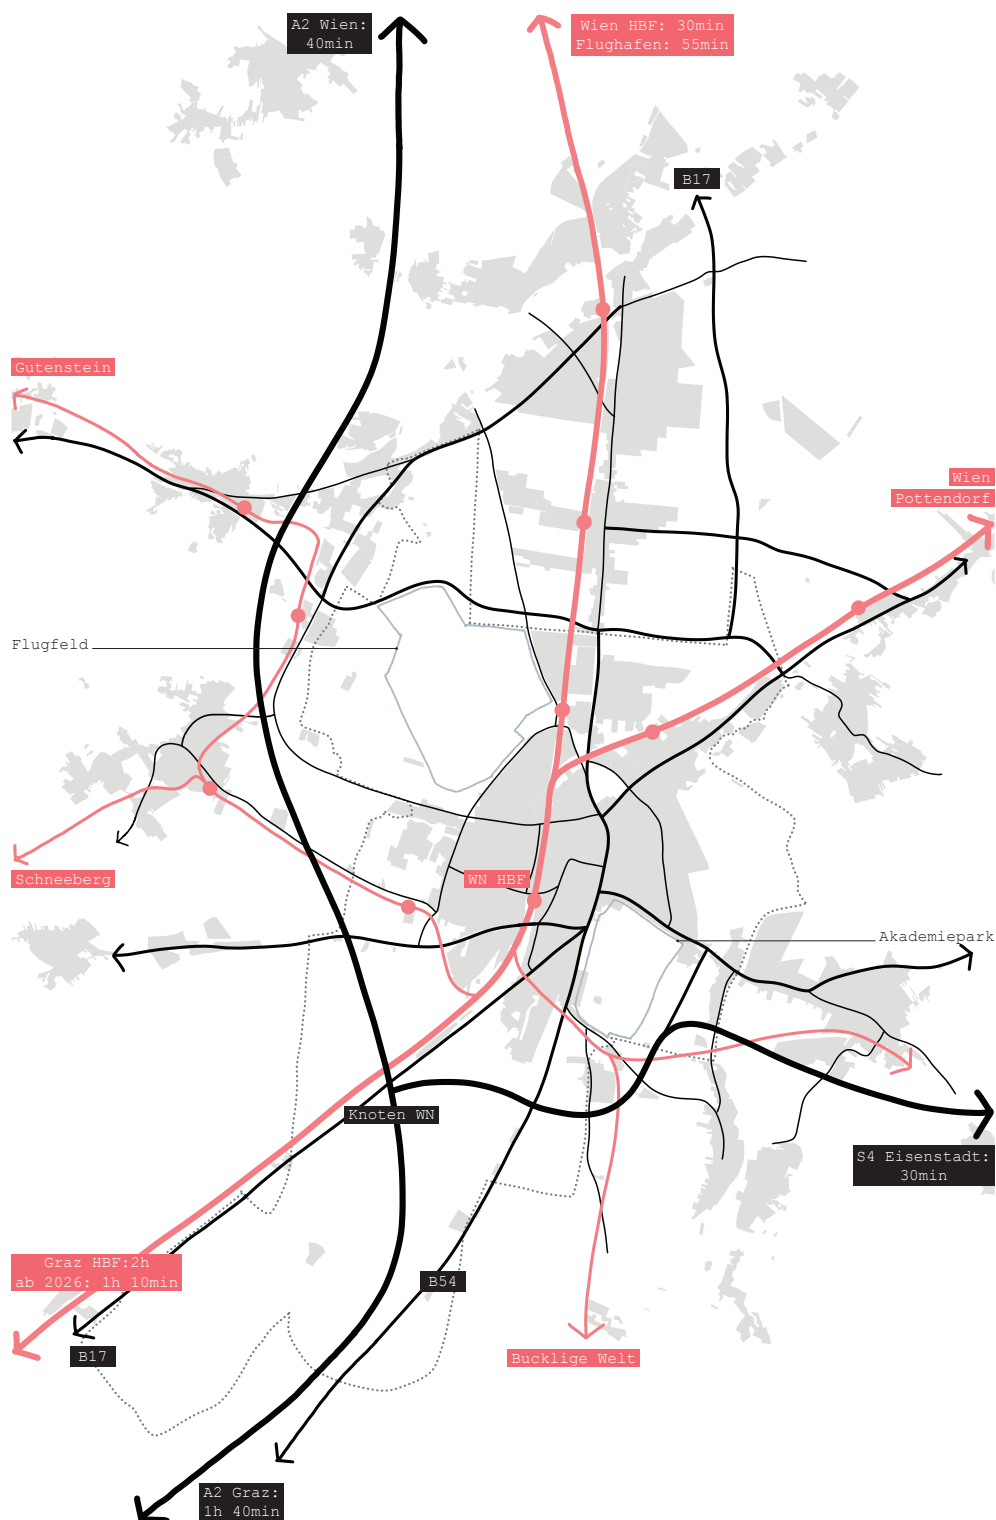 A2 Wien:
40min
Wien HBF: 30min
Flughafen: 55min
B17
Gutenstein
Wien
Pottendorf
Flugfeld
Schneeberg
WN HBF
Akademiepark
Knoten WN
S4 Eisenstadt:
30min
Graz HBF:2h
ab 2026: 1h 10min
B54
B17
Bucklige Welt
A2 Graz:
1h 40min